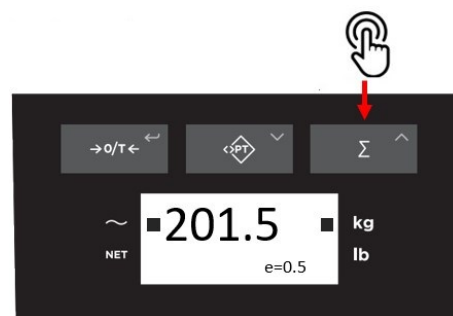 →0/T← <PT> Σ
201.5 kg
NET lb
e=0.5